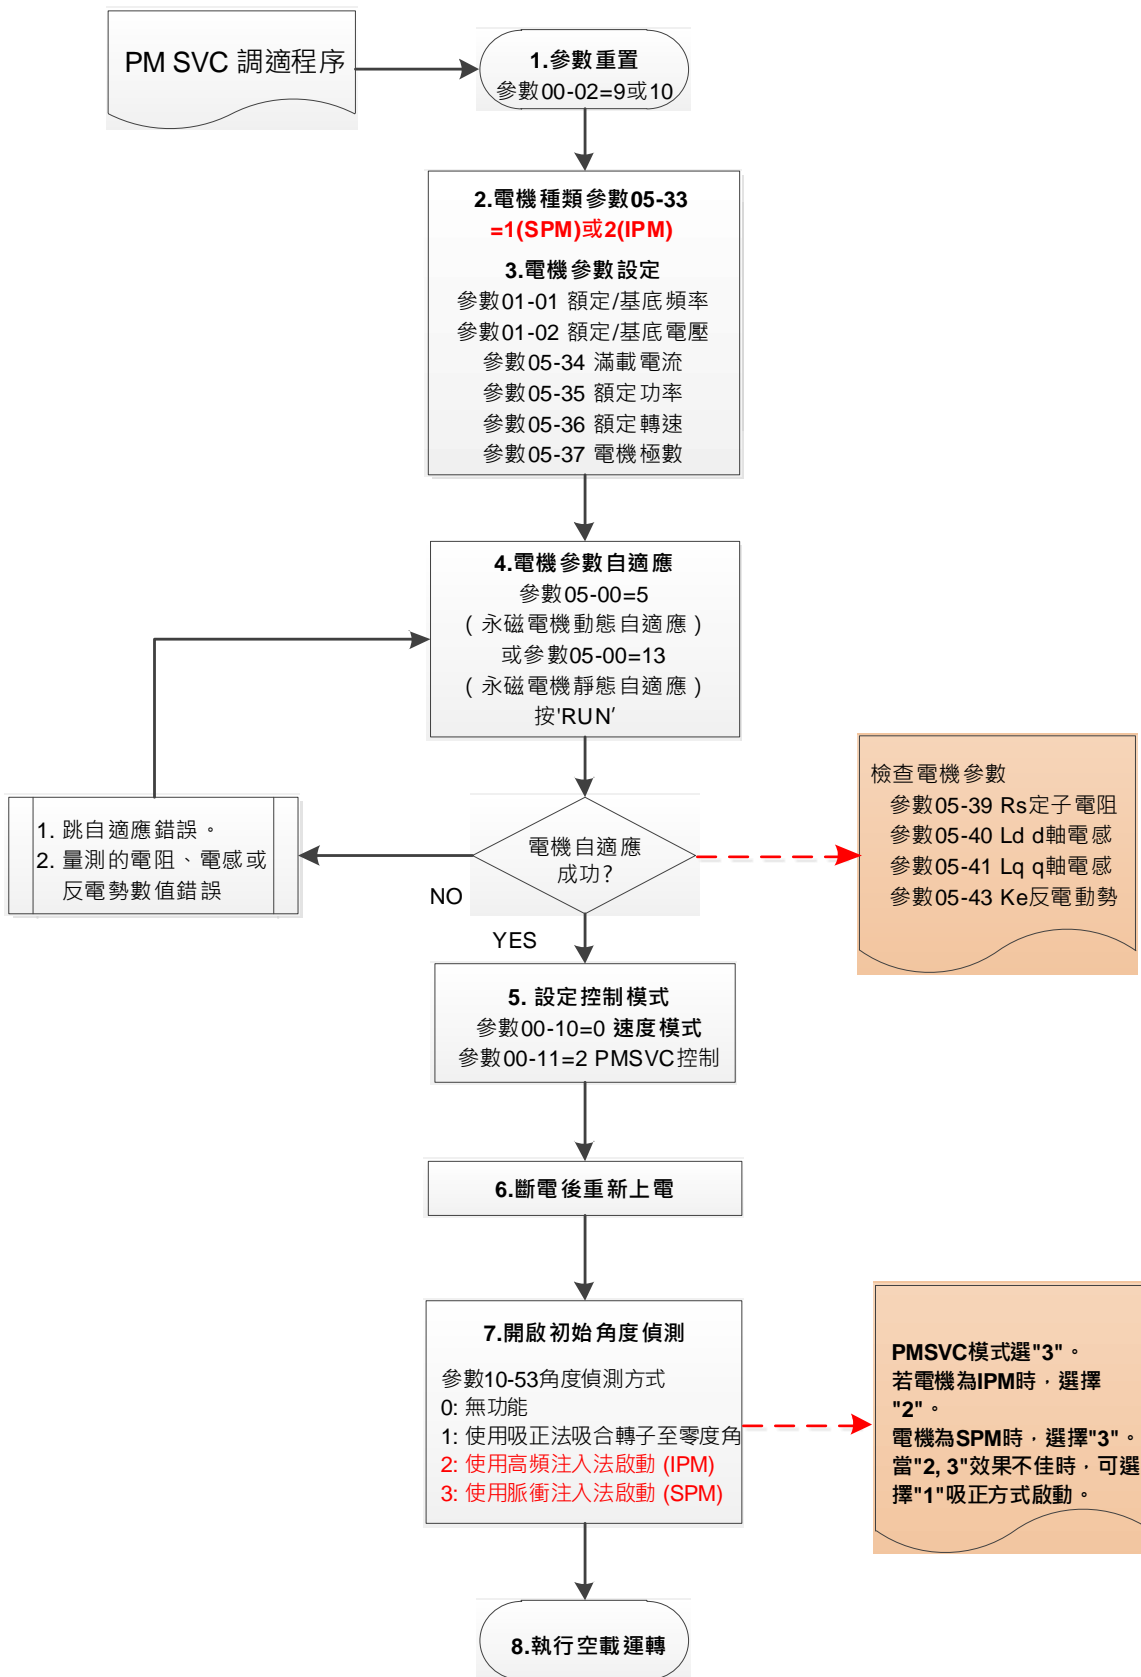 PM SVC 調適程序
1.參數重置
參數00-02=9或10
2.電機種類參數05-33
=1(SPM)或2(IPM)
3.電機參數設定
參數01-01 額定/基底頻率
參數01-02 額定/基底電壓
參數05-34 滿載電流
參數05-35 額定功率
參數05-36 額定轉速
參數05-37 電機極數
4.電機參數自適應
參數05-00=5
(永磁電機動態自適應)
或參數05-00=13
(永磁電機靜態自適應)
按'RUN'
檢查電機參數
參數05-39 Rs定子電阻
參數05-40 Ld d軸電感
參數05-41 Lq q軸電感
參數05-43 Ke反電動勢
1. 跳自適應錯誤。
2. 量測的電阻、電感或
反電勢數值錯誤
電機自適應
成功?
NO
YES
5. 設定控制模式
參數00-10=0 速度模式
參數00-11=2 PMSVC控制
6.斷電後重新上電
7.開啟初始角度偵測
參數10-53角度偵測方式
0: 無功能
1: 使用吸正法吸合轉子至零度角
2: 使用高頻注入法啟動 (IPM)
3: 使用脈衝注入法啟動 (SPM)
PMSVC模式選"3"。
若電機為IPM時，選擇
"2"。
電機為SPM時，選擇"3"。
當"2, 3"效果不佳時，可選
擇"1"吸正方式啟動。
8.執行空載運轉